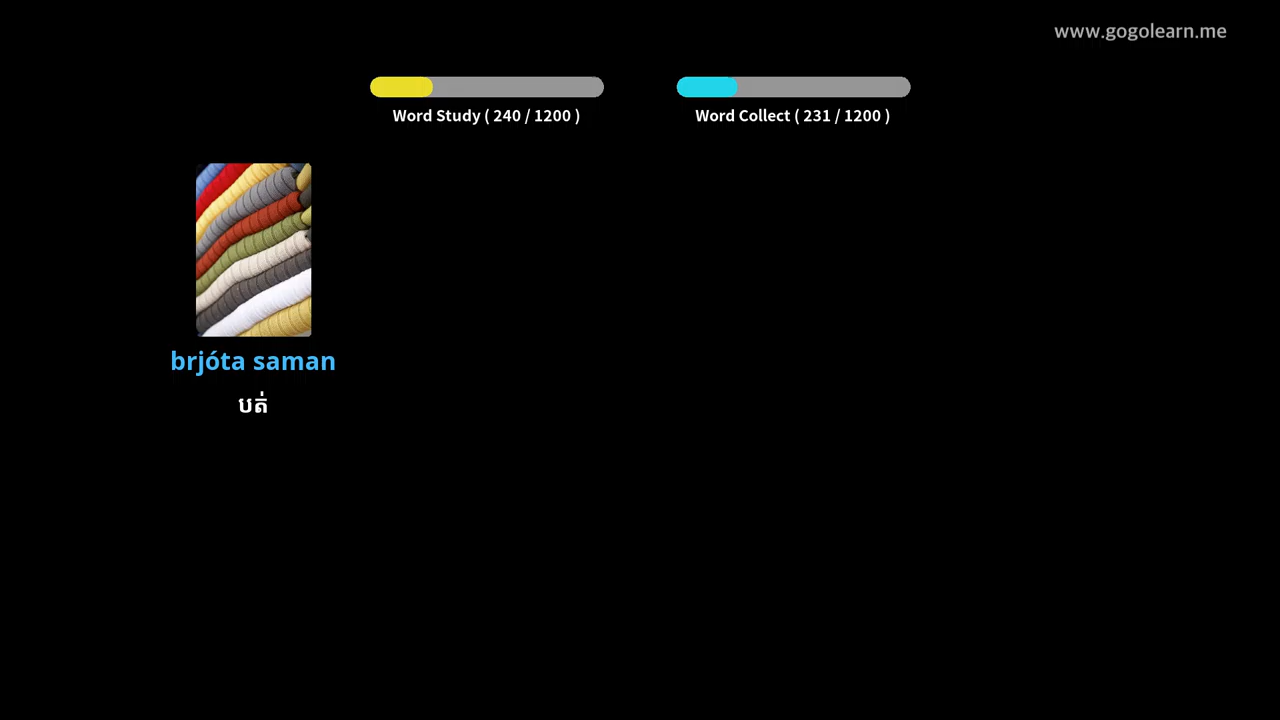 www.gogolearn.me
Word Study ( 240 / 1200 )
Word Collect ( 231 / 1200 )
brjóta saman
បត់